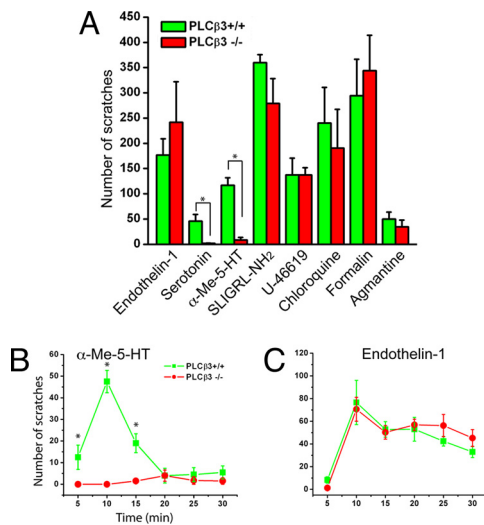 A
PLCβ3+/+
PLCβ3 -/-
Number of scratches
450
400
350
300
250
200
150
100
50
0
*
*
Endothelin-1
Serotonin
α-Me-5-HT
SLIGRL-NH2
U-46619
Chloroquine
Formalin
Agmantine
B
α-Me-5-HT
PLCβ3+/+
PLCβ3 -/-
Number of scratches
60
50
40
30
20
10
0
*
*
*
5 10 15 20 25 30
Time (min)
C
Endothelin-1
120
100
80
60
40
20
0
5 10 15 20 25 30